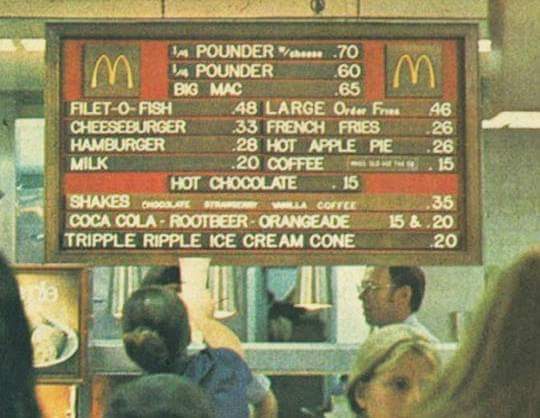 1/4 POUNDER W/cheese .70
1/4 POUNDER .60
BIG MAC .65
FILET-O-FISH .48 LARGE Order Fries .46
CHEESEBURGER .33 FRENCH FRIES .26
HAMBURGER .28 HOT APPLE PIE .26
MILK .20 COFFEE .15
HOT CHOCOLATE .15
SHAKES CHOCOLATE STRAWBERRY VANILLA COFFEE .35
COCA COLA - ROOTBEER - ORANGEADE 15 & .20
TRIPPLE RIPPLE ICE CREAM CONE .20